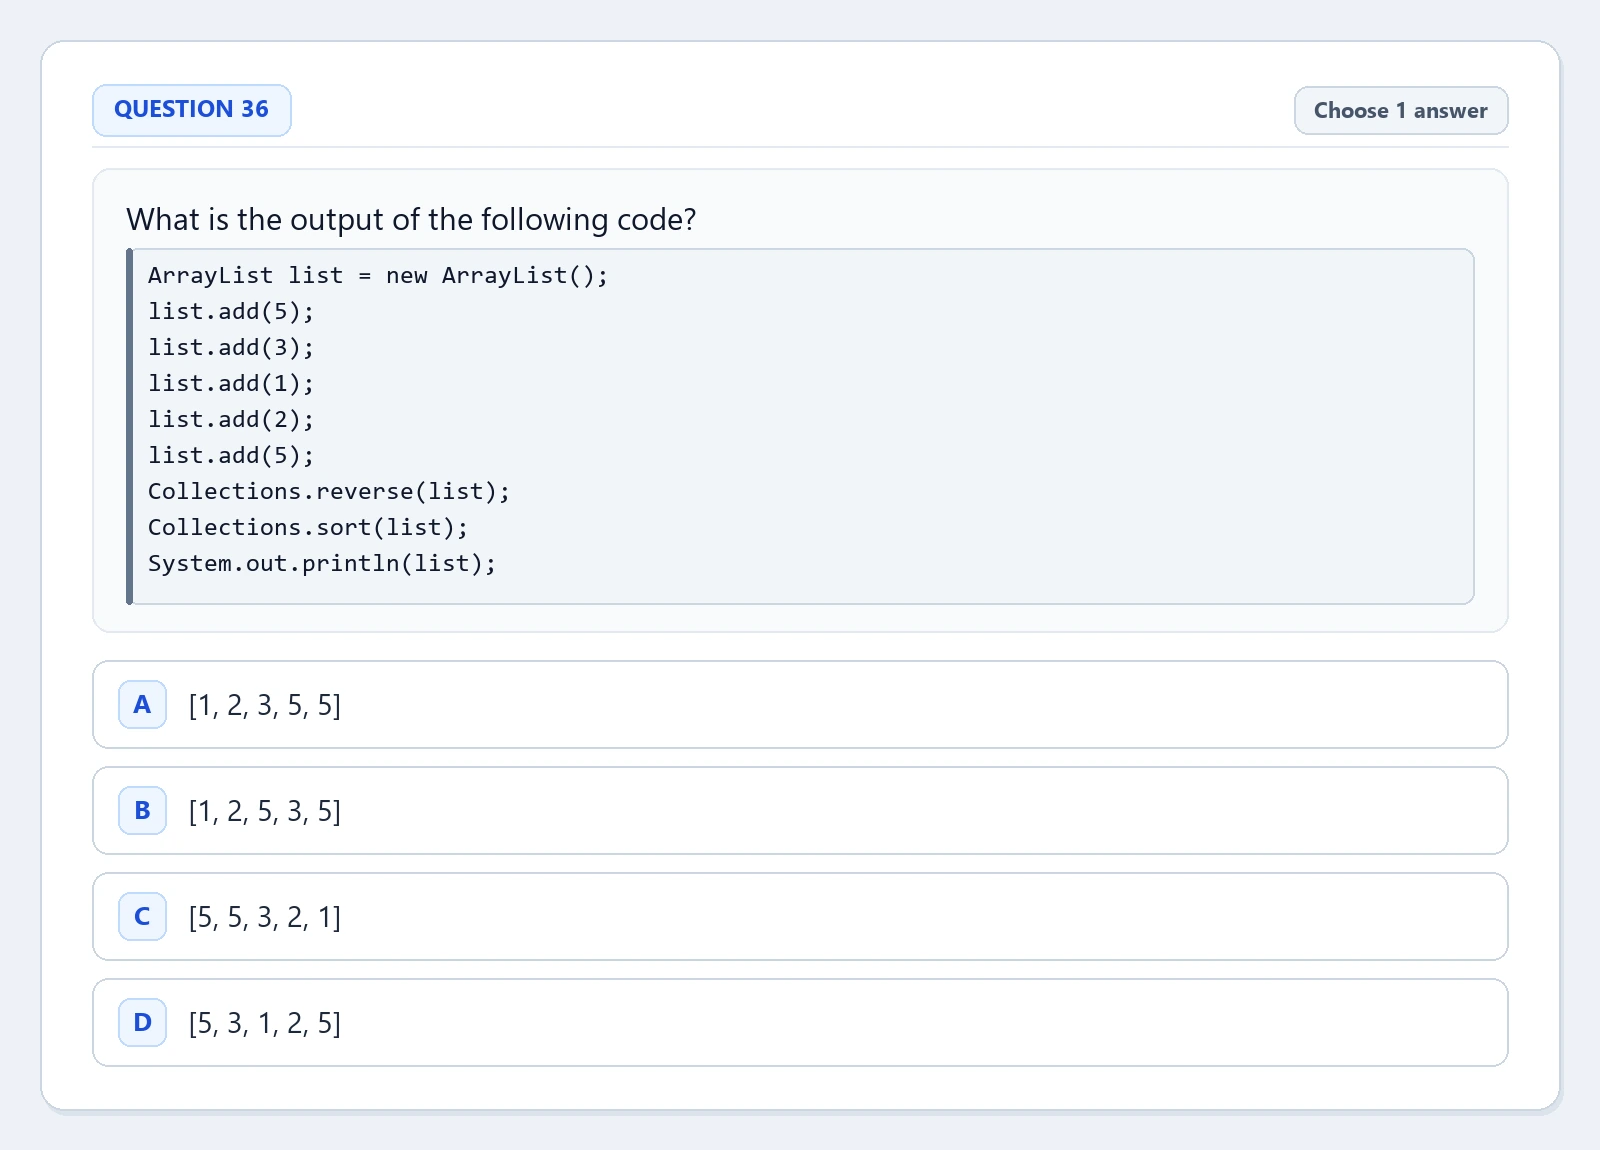 QUESTION 36
Choose 1 answer
What is the output of the following code?
ArrayList list = new ArrayList();
list.add(5);
list.add(3);
list.add(1);
list.add(2);
list.add(5);
Collections.reverse(list);
Collections.sort(list);
System.out.println(list);
A [1, 2, 3, 5, 5]
B [1, 2, 5, 3, 5]
C [5, 5, 3, 2, 1]
D [5, 3, 1, 2, 5]